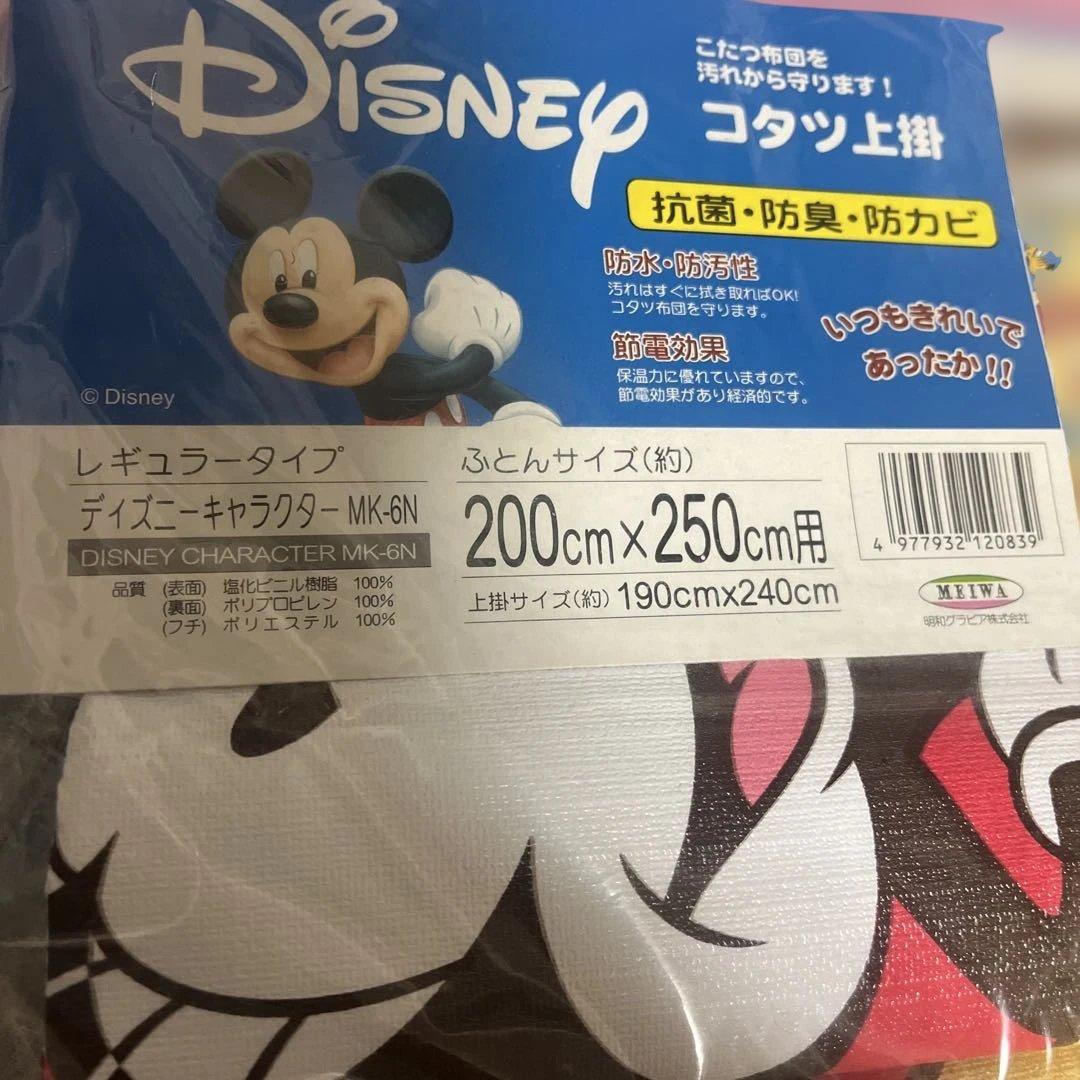 DISNEY
こたつ布団を
汚れから守ります!
コタツ上掛
抗菌・防臭・防カビ
防水・防汚性
汚れはすぐに拭き取ればOK!
コタツ布団を守ります。
節電効果
保温力に優れていますので、
節電効果があり経済的です。
いつもきれいで
あったか!!
© Disney
レギュラータイプ
ディズニーキャラクター MK-6N
DISNEY CHARACTER MK-6N
品質 (表面) 塩化ビニル樹脂 100%
(裏面) ポリプロピレン 100%
(フチ) ポリエステル 100%
ふとんサイズ(約)
200cm×250cm用
上掛サイズ(約) 190cmx240cm
4 977932 120839
MEIWA
明和グラビア株式会社